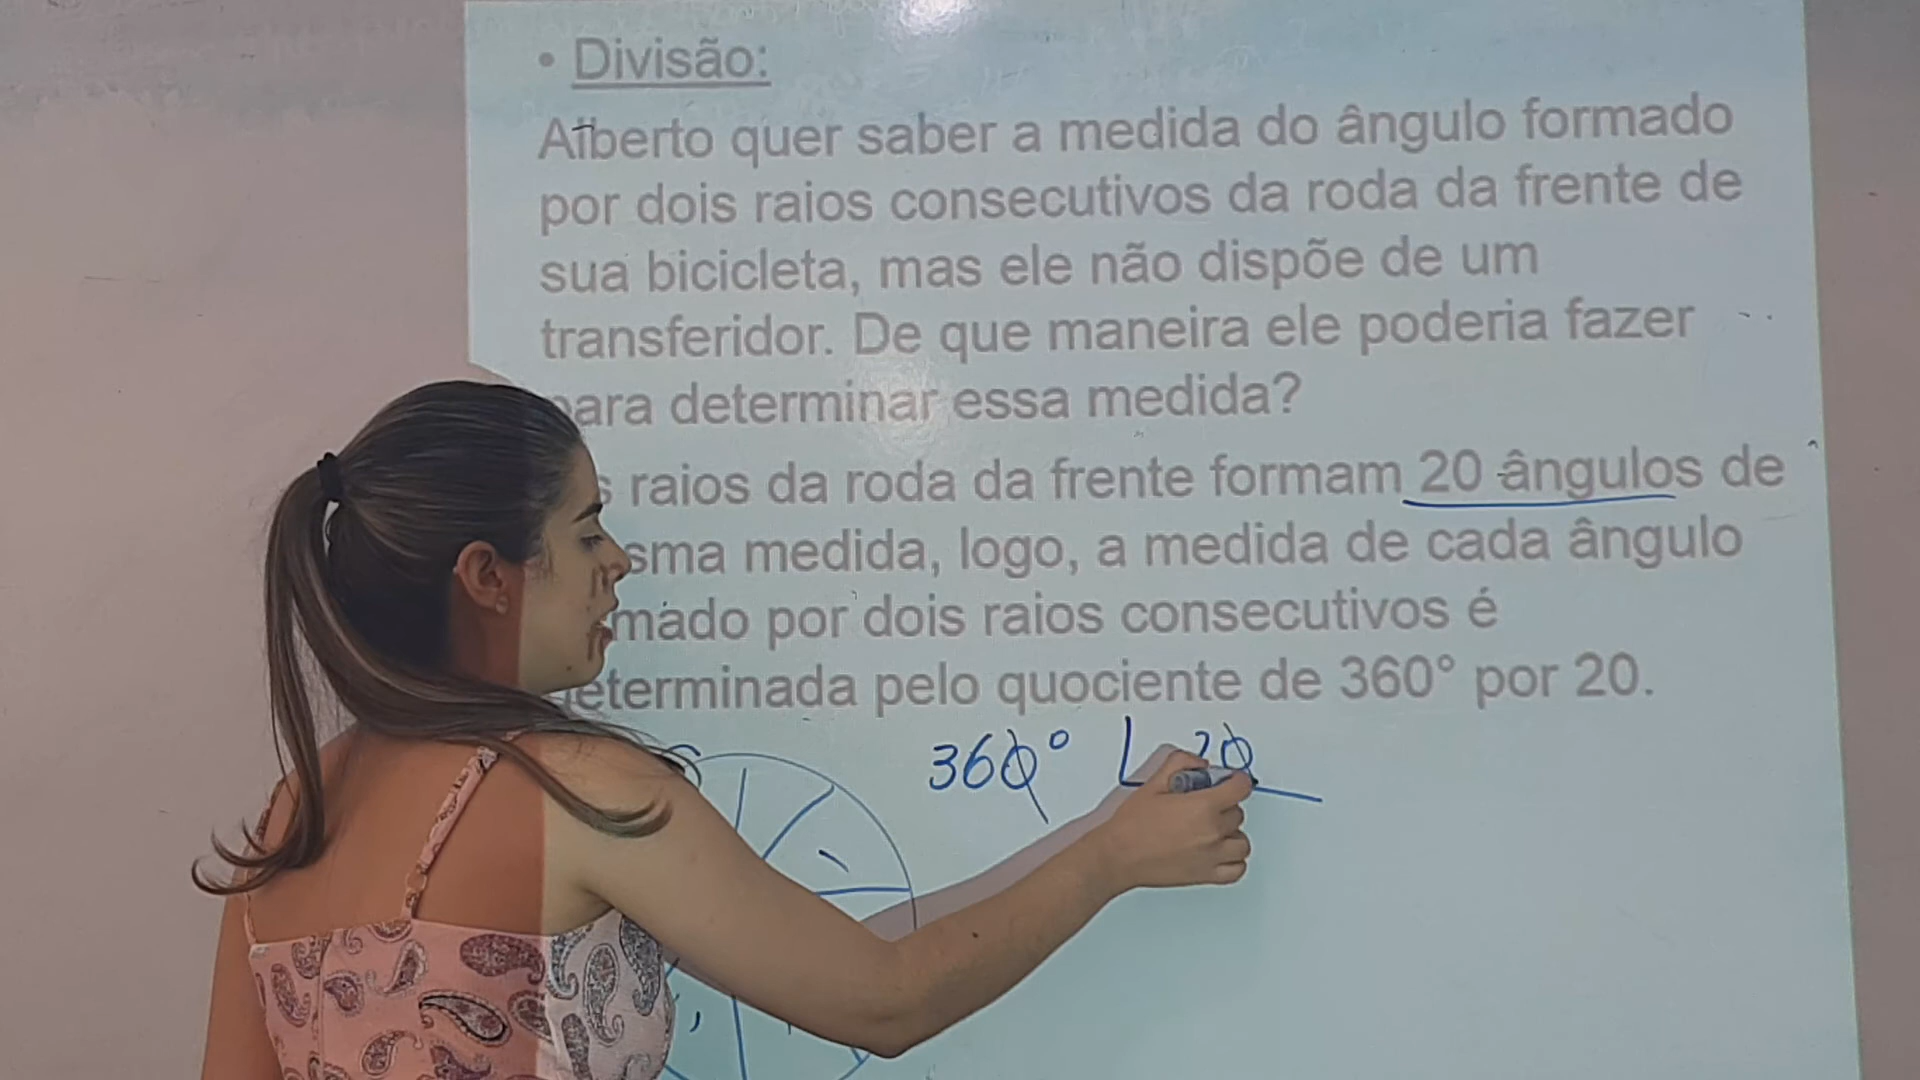 • Divisão:
Alberto quer saber a medida do ângulo formado
por dois raios consecutivos da roda da frente de
sua bicicleta, mas ele não dispõe de um
transferidor. De que maneira ele poderia fazer
para determinar essa medida?
s raios da roda da frente formam 20 ângulos de
sma medida, logo, a medida de cada ângulo
mado por dois raios consecutivos é
eterminada pelo quociente de 360° por 20.
360° 20